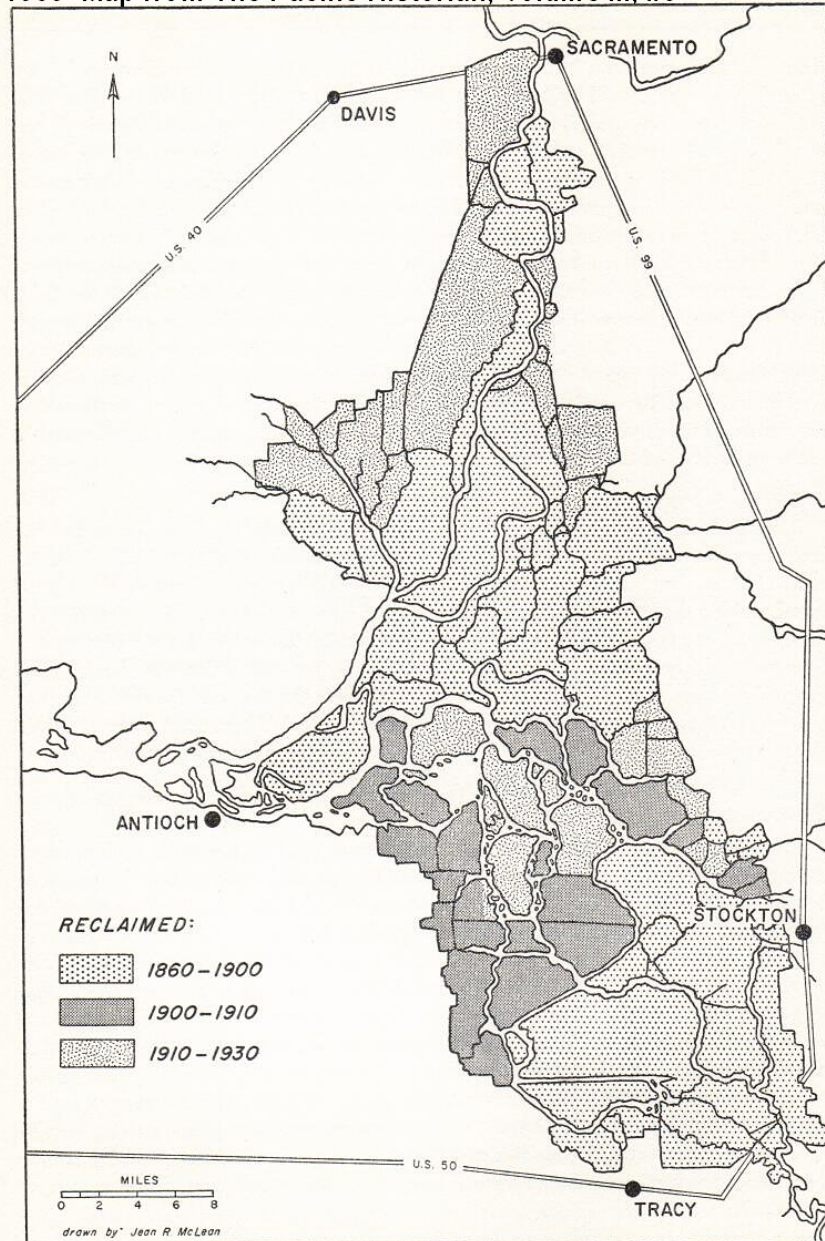 SACRAMENTO
N
DAVIS
U.S. 40
U.S. 99
ANTIOCH
STOCKTON
RECLAIMED:
1860-1900
1900-1910
1910-1930
U.S. 50
MILES
0 2 4 6 8
TRACY
drawn by Jean R McLean